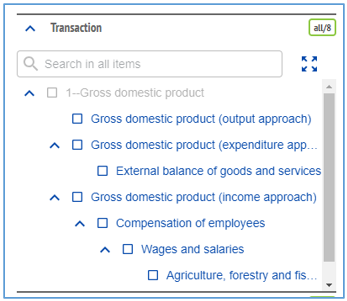 Transaction
all/8
Search in all items
1--Gross domestic product
Gross domestic product (output approach)
Gross domestic product (expenditure app...
External balance of goods and services
Gross domestic product (income approach)
Compensation of employees
Wages and salaries
Agriculture, forestry and fis...